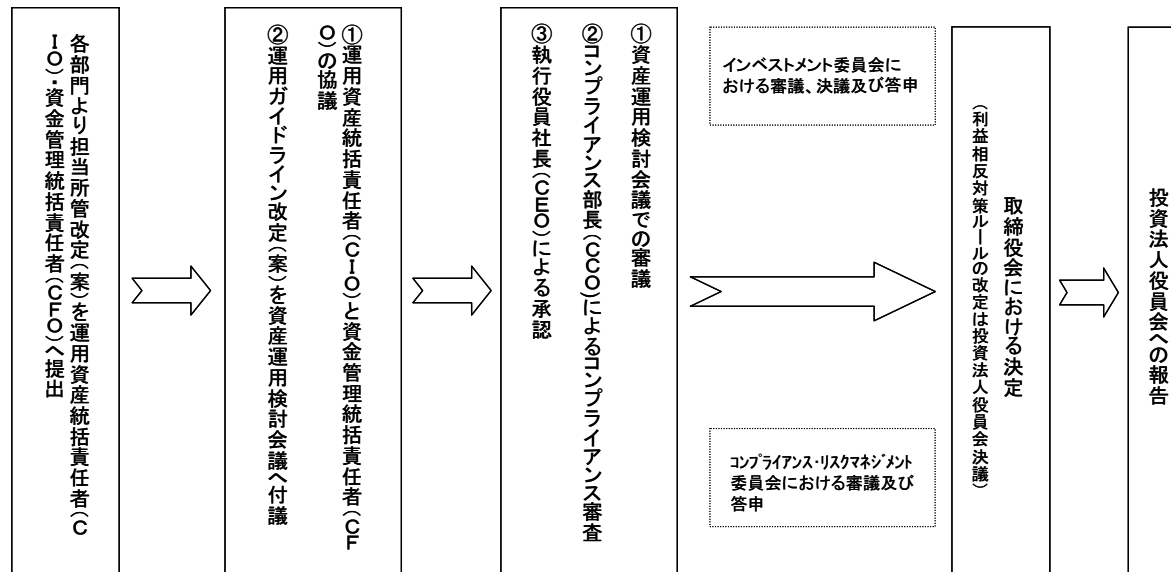 各部門より担当所管改定(案)を運用資産統括責任者(C
IO)・資金管理統括責任者(CFO)へ提出
①運用資産統括責任者(CIO)と資金管理統括責任者(CF
O)の協議
②運用ガイドライン改定(案)を資産運用検討会議へ付議
①資産運用検討会議での審議
②コンプライアンス部長(CCO)によるコンプライアンス審査
③執行役員社長(CEO)による承認
インベストメント委員会に
おける審議、決議及び答申
コンプライアンス・リスクマネジメント
委員会における審議及び
答申
取締役会における決定
(利益相反対策ルールの改定は投資法人役員会決議)
投資法人役員会への報告